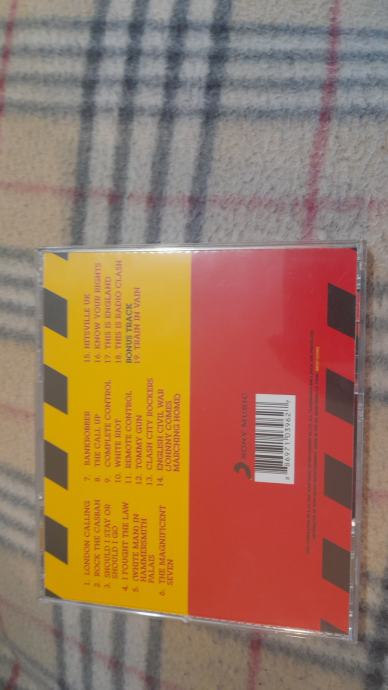 1. LONDON CALLING
2. ROCK THE CASBAH
3. SHOULD I STAY OR
SHOULD I GO
4. I FOUGHT THE LAW
5. (WHITE MAN) IN
HAMMERSMITH
PALAIS
6. THE MAGNIFICENT
SEVEN
7. BANKROBBER
8. THE CALL UP
9. COMPLETE CONTROL
10. WHITE RIOT
11. REMOTE CONTROL
12. TOMMY GUN
13. CLASH CITY ROCKERS
14. ENGLISH CIVIL WAR
(JOHNNY COMES
MARCHING HOME)
15. HITSVILLE UK
16. KNOW YOUR RIGHTS
17. THIS IS ENGLAND
18. THIS IS RADIO CLASH
BONUS TRACK
19. TRAIN IN VAIN
SONY MUSIC